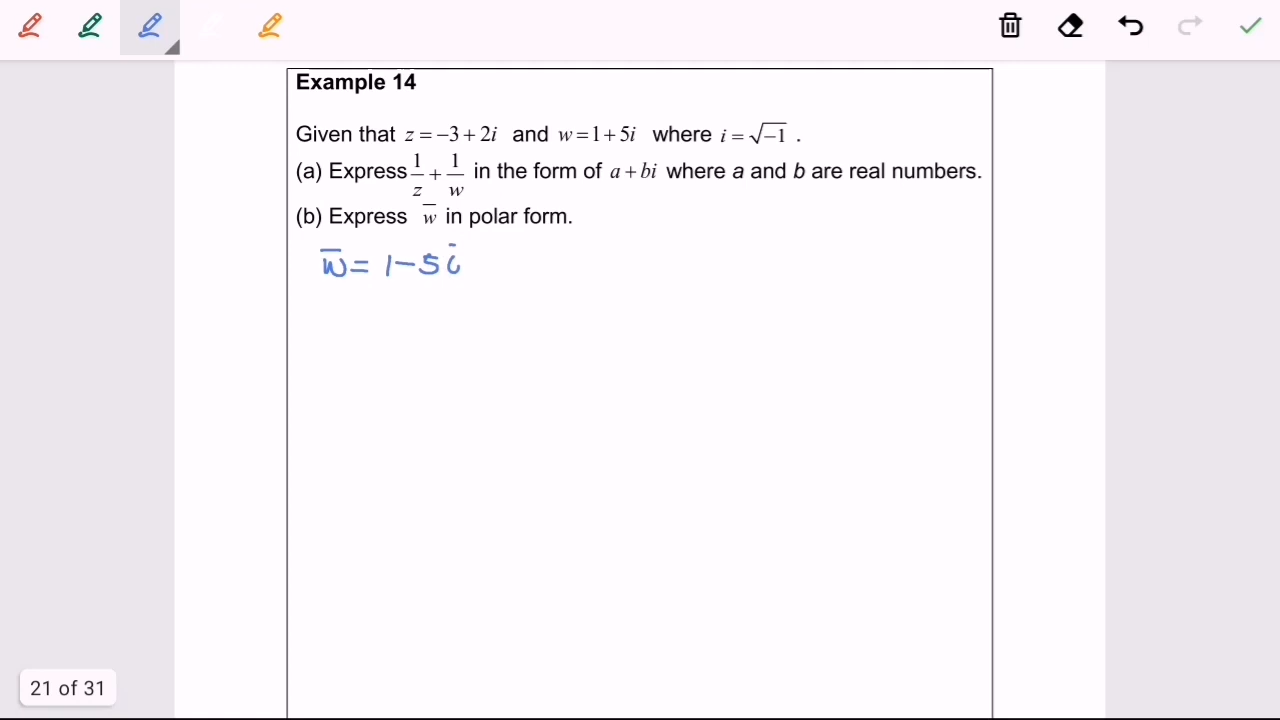 Example 14
Given that z = −3 + 2i and w = 1 + 5i where i = √−1 .
(a) Express 1/z + 1/w in the form of a + bi where a and b are real numbers.
(b) Express w̅ in polar form.
w̅ = 1 − 5i
21 of 31